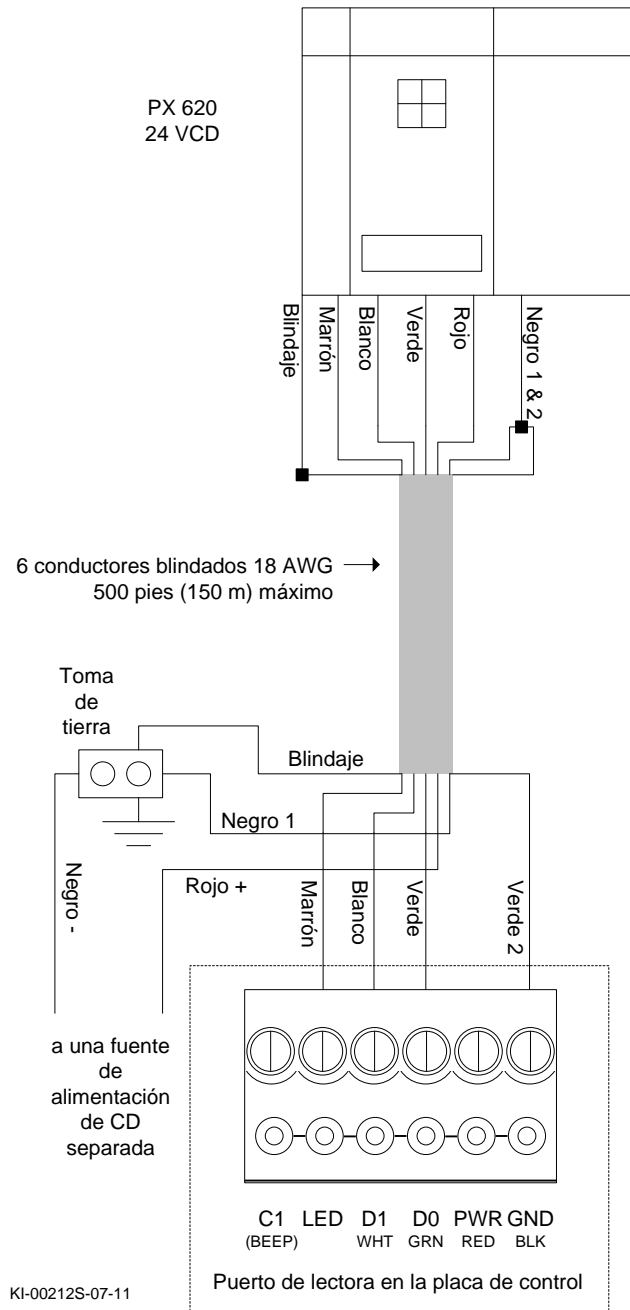 PX 620
24 VCD
Blindaje
Marrón
Blanco
Verde
Rojo
Negro 1 & 2
6 conductores blindados 18 AWG
500 pies (150 m) máximo
Toma
de
tierra
Blindaje
Negro 1
Negro -
Rojo +
Marrón
Blanco
Verde
Verde 2
a una fuente
de
alimentación
de CD
separada
C1 LED D1 D0 PWR GND
(BEEP) WHT GRN RED BLK
Puerto de lectora en la placa de control
KI-00212S-07-11